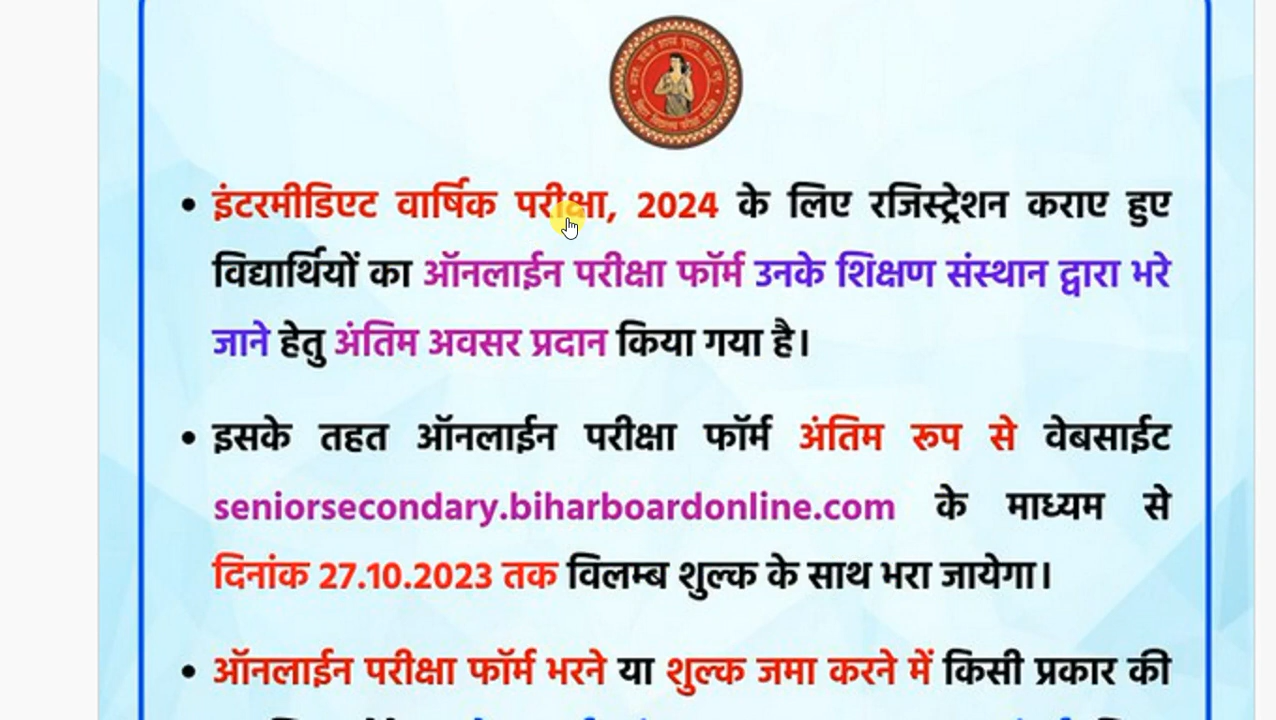 • इंटरमीडिएट वार्षिक परीक्षा, 2024 के लिए रजिस्ट्रेशन कराए हुए
विद्यार्थियों का ऑनलाईन परीक्षा फॉर्म उनके शिक्षण संस्थान द्वारा भरे
जाने हेतु अंतिम अवसर प्रदान किया गया है।
• इसके तहत ऑनलाईन परीक्षा फॉर्म अंतिम रूप से वेबसाईट
seniorsecondary.biharboardonline.com के माध्यम से
दिनांक 27.10.2023 तक विलम्ब शुल्क के साथ भरा जायेगा।
• ऑनलाईन परीक्षा फॉर्म भरने या शुल्क जमा करने में किसी प्रकार की